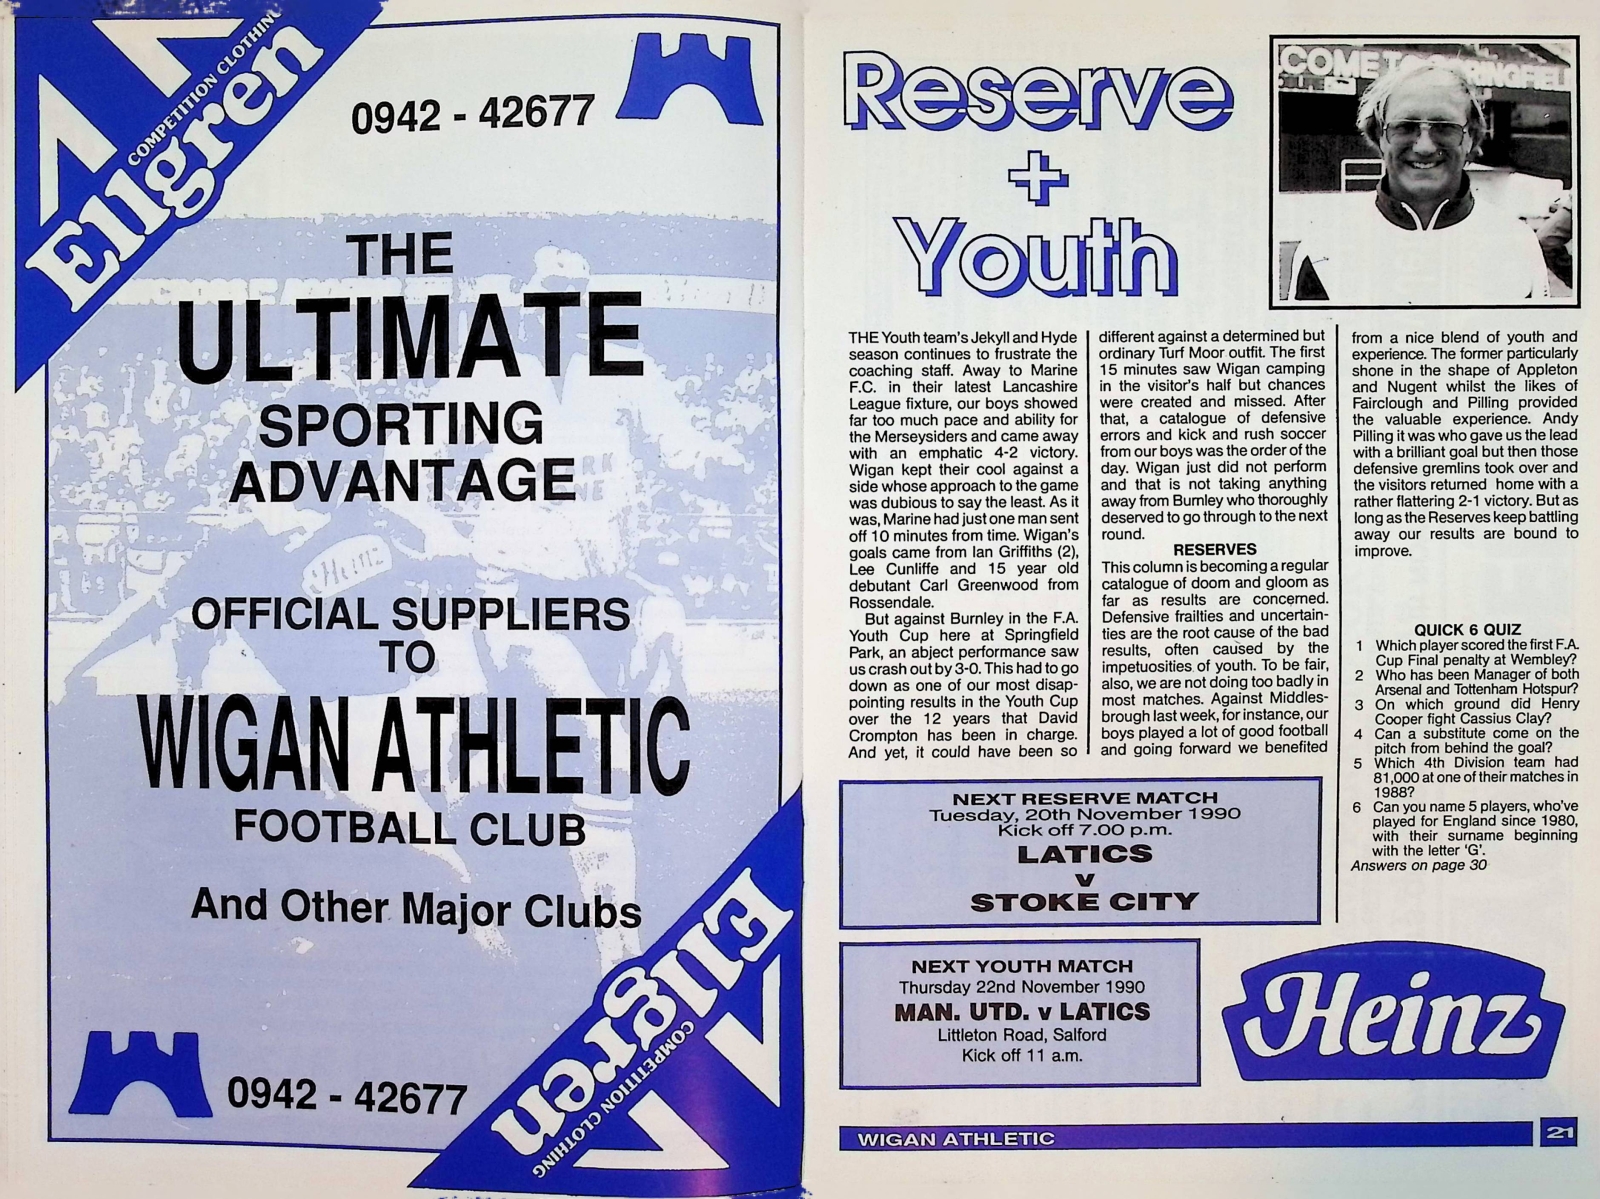 COMPETITION CLOTHING
Ellgren
0942 - 42677
THE
ULTIMATE
SPORTING
ADVANTAGE
Heinz
OFFICIAL SUPPLIERS
TO
WIGAN ATHLETIC
FOOTBALL CLUB
And Other Major Clubs
Ellgren
COMPETITION CLOTHING
0942 - 42677
Reserve
+
Youth
COME TO SPRINGFIEL
THE Youth team's Jekyll and Hyde
season continues to frustrate the
coaching staff. Away to Marine
F.C. in their latest Lancashire
League fixture, our boys showed
far too much pace and ability for
the Merseysiders and came away
with an emphatic 4-2 victory.
Wigan kept their cool against a
side whose approach to the game
was dubious to say the least. As it
was, Marine had just one man sent
off 10 minutes from time. Wigan's
goals came from Ian Griffiths (2),
Lee Cunliffe and 15 year old
debutant Carl Greenwood from
Rossendale.
But against Burnley in the F.A.
Youth Cup here at Springfield
Park, an abject performance saw
us crash out by 3-0. This had to go
down as one of our most disap-
pointing results in the Youth Cup
over the 12 years that David
Crompton has been in charge.
And yet, it could have been so
different against a determined but
ordinary Turf Moor outfit. The first
15 minutes saw Wigan camping
in the visitor's half but chances
were created and missed. After
that, a catalogue of defensive
errors and kick and rush soccer
from our boys was the order of the
day. Wigan just did not perform
and that is not taking anything
away from Burnley who thoroughly
deserved to go through to the next
round.
RESERVES
This column is becoming a regular
catalogue of doom and gloom as
far as results are concerned.
Defensive frailties and uncertain-
ties are the root cause of the bad
results, often caused by the
impetuosities of youth. To be fair,
also, we are not doing too badly in
most matches. Against Middles-
brough last week, for instance, our
boys played a lot of good football
and going forward we benefited
from a nice blend of youth and
experience. The former particularly
shone in the shape of Appleton
and Nugent whilst the likes of
Fairclough and Pilling provided
the valuable experience. Andy
Pilling it was who gave us the lead
with a brilliant goal but then those
defensive gremlins took over and
the visitors returned home with a
rather flattering 2-1 victory. But as
long as the Reserves keep battling
away our results are bound to
improve.
QUICK 6 QUIZ
1 Which player scored the first F.A.
Cup Final penalty at Wembley?
2 Who has been Manager of both
Arsenal and Tottenham Hotspur?
3 On which ground did Henry
Cooper fight Cassius Clay?
4 Can a substitute come on the
pitch from behind the goal?
5 Which 4th Division team had
81,000 at one of their matches in
1988?
6 Can you name 5 players, who've
played for England since 1980,
with their surname beginning
with the letter 'G'.
Answers on page 30
NEXT RESERVE MATCH
Tuesday, 20th November 1990
Kick off 7.00 p.m.
LATICS
v
STOKE CITY
NEXT YOUTH MATCH
Thursday 22nd November 1990
MAN. UTD. v LATICS
Littleton Road, Salford
Kick off 11 a.m.
Heinz
WIGAN ATHLETIC
21